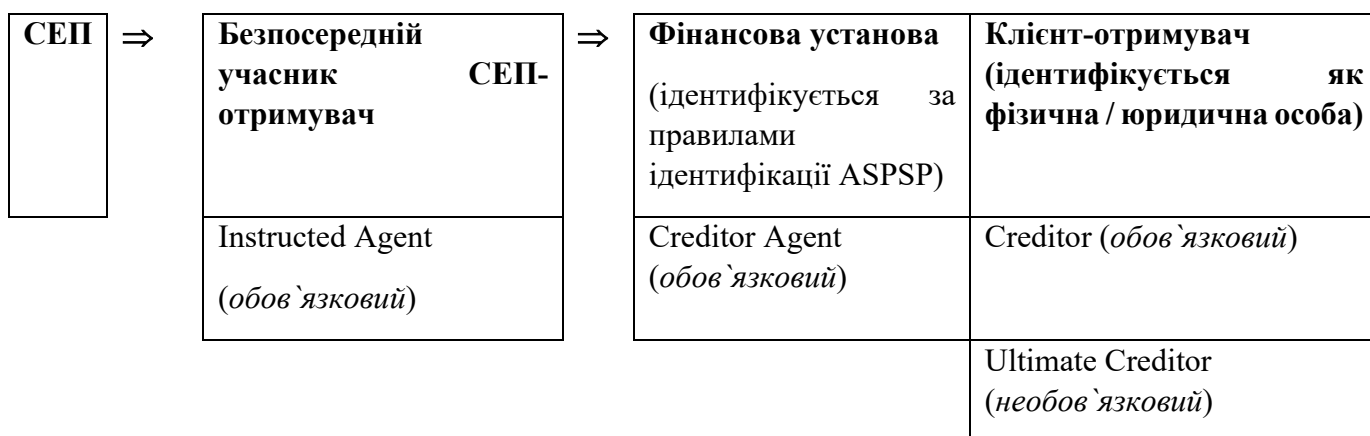 СЕП ⇒ Безпосередній учасник СЕП-отримувач ⇒ Фінансова установа
(ідентифікується за правилами ідентифікації ASPSP)
Клієнт-отримувач (ідентифікується як фізична / юридична особа)
Instructed Agent
(обов`язковий)
Creditor Agent
(обов`язковий)
Creditor (обов`язковий)
Ultimate Creditor
(необов`язковий)